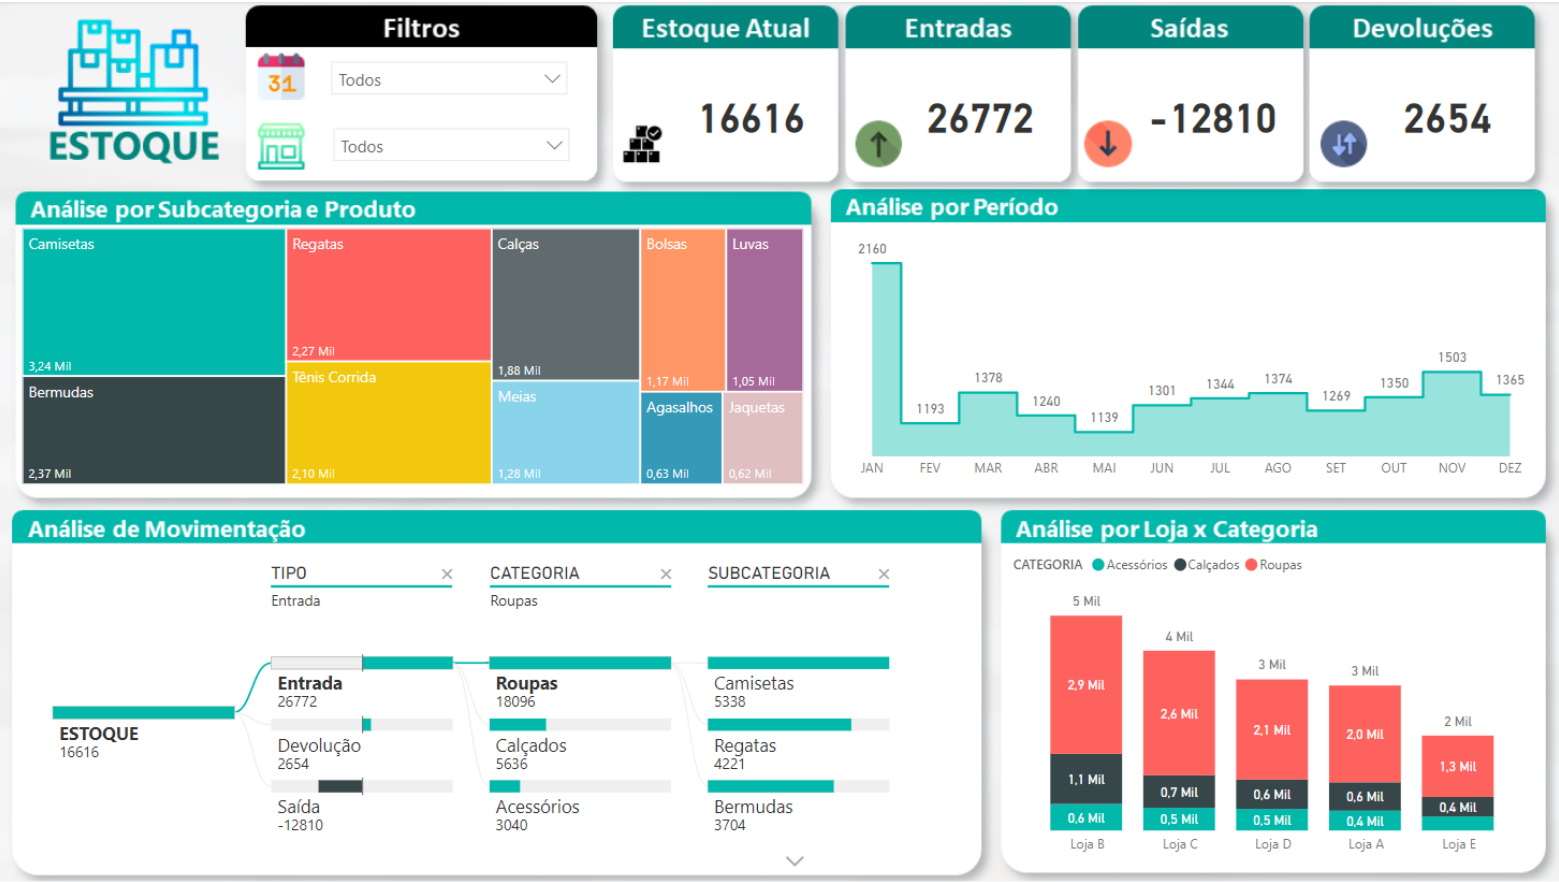 ESTOQUE
Filtros
31
Todos
Todos
Estoque Atual
16616
Entradas
26772
Saídas
-12810
Devoluções
2654
Análise por Subcategoria e Produto
Camisetas
3,24 Mil
Bermudas
2,37 Mil
Regatas
2,27 Mil
Tênis Corrida
2,10 Mil
Calças
1,88 Mil
Meias
1,28 Mil
Bolsas
1,17 Mil
Luvas
1,05 Mil
Agasalhos
0,63 Mil
Jaquetas
0,62 Mil
Análise por Período
2160
1193
1378
1240
1139
1301
1344
1374
1269
1350
1503
1365
JAN FEV MAR ABR MAI JUN JUL AGO SET OUT NOV DEZ
Análise de Movimentação
TIPO
Entrada
CATEGORIA
Roupas
SUBCATEGORIA
ESTOQUE
16616
Entrada
26772
Devolução
2654
Saída
-12810
Roupas
18096
Calçados
5636
Acessórios
3040
Camisetas
5338
Regatas
4221
Bermudas
3704
Análise por Loja x Categoria
CATEGORIA Acessórios Calçados Roupas
5 Mil
2,9 Mil
1,1 Mil
0,6 Mil
Loja B
4 Mil
2,6 Mil
0,7 Mil
0,5 Mil
Loja C
3 Mil
2,1 Mil
0,6 Mil
0,5 Mil
Loja D
3 Mil
2,0 Mil
0,6 Mil
0,4 Mil
Loja A
2 Mil
1,3 Mil
0,4 Mil
Loja E